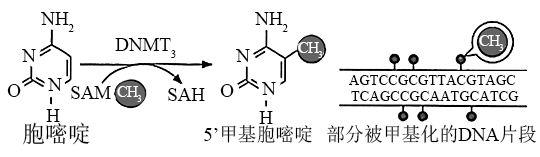 NH₂
N
O
N
H
胞嘧啶
DNMT₃
SAM CH₃
SAH
NH₂
CH₃
N
O
N
H
5'甲基胞嘧啶
CH₃
AGTCCGCGTTACGTAGC
TCAGCCGCAATGCATCG
部分被甲基化的DNA片段